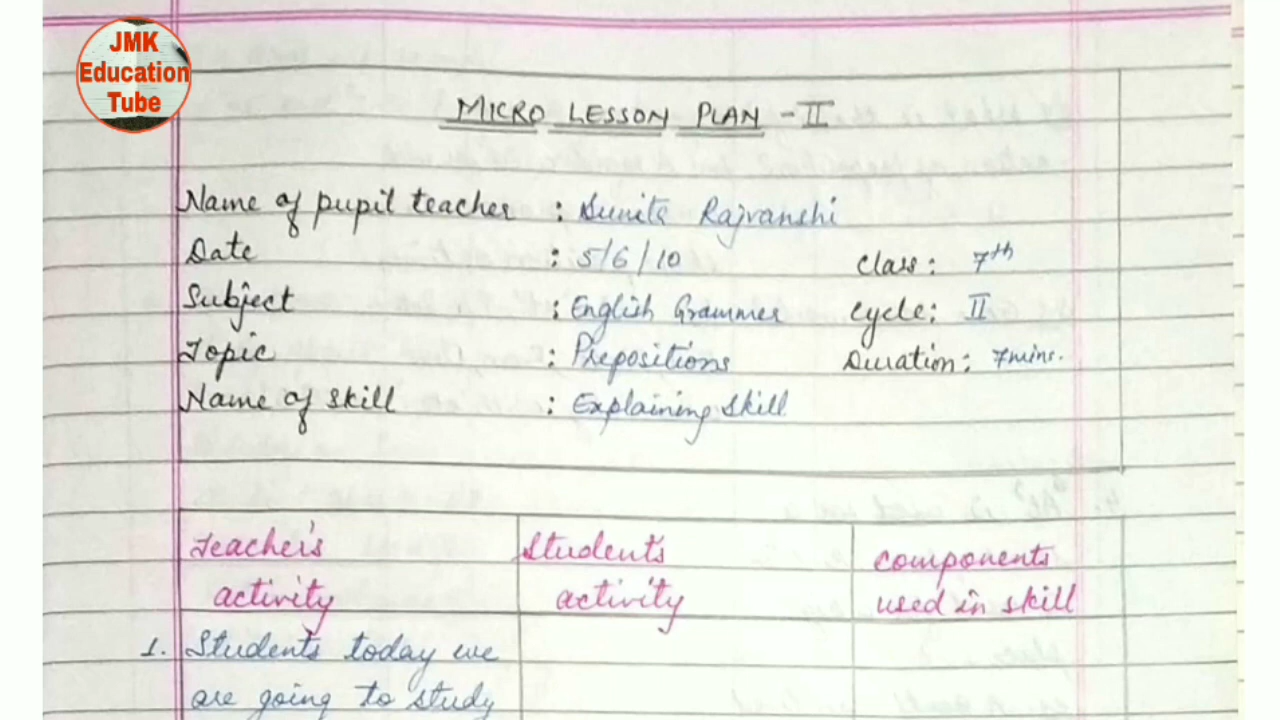 JMK
Education
Tube
MICRO LESSON PLAN - II
Name of pupil teacher : Sunita Rajvanshi
Date : 5/6/10 Class: 7th
Subject : English Grammer Cycle: II
Topic : Prepositions Duration: 7mins.
Name of skill : Explaining Skill
Teacher's activity
Students activity
components used in skill
1. Students today we
are going to study